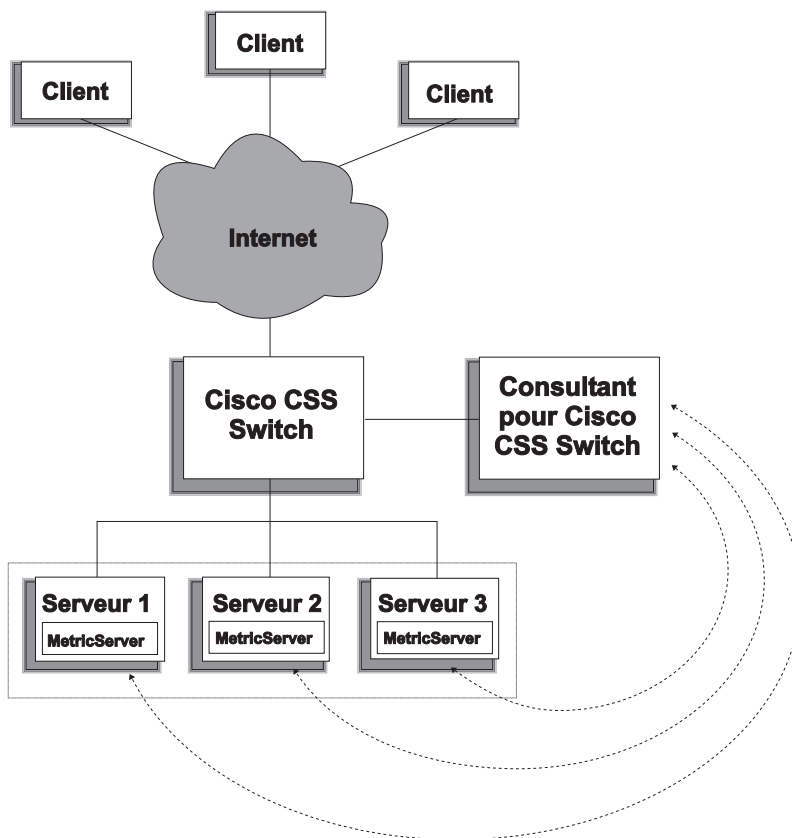 Client
Client
Client
Internet
Cisco CSS
Switch
Consultant
pour Cisco
CSS Switch
Serveur 1
MetricServer
Serveur 2
MetricServer
Serveur 3
MetricServer